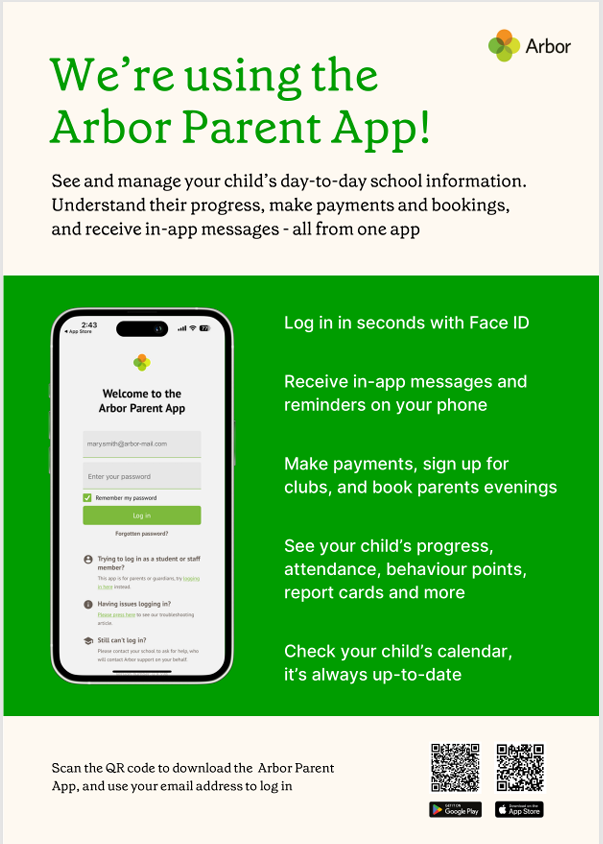 Arbor
We're using the
Arbor Parent App!
See and manage your child's day-to-day school information.
Understand their progress, make payments and bookings,
and receive in-app messages - all from one app
2:43
App Store
77
Welcome to the
Arbor Parent App
marysmith@arbor-mail.com
Enter your password
Remember my password
Log in
Forgotten password?
Trying to log in as a student or staff
member?
This app is for parents or guardians, try logging
in here instead.
Having issues logging in?
Please press here to see our troubleshooting
article.
Still can't log in?
Please contact your school to ask for help, who
will contact Arbor support on your behalf.
Log in in seconds with Face ID
Receive in-app messages and
reminders on your phone
Make payments, sign up for
clubs, and book parents evenings
See your child's progress,
attendance, behaviour points,
report cards and more
Check your child's calendar,
it's always up-to-date
Scan the QR code to download the Arbor Parent
App, and use your email address to log in
GET IT ON
Google Play
Download on the
App Store